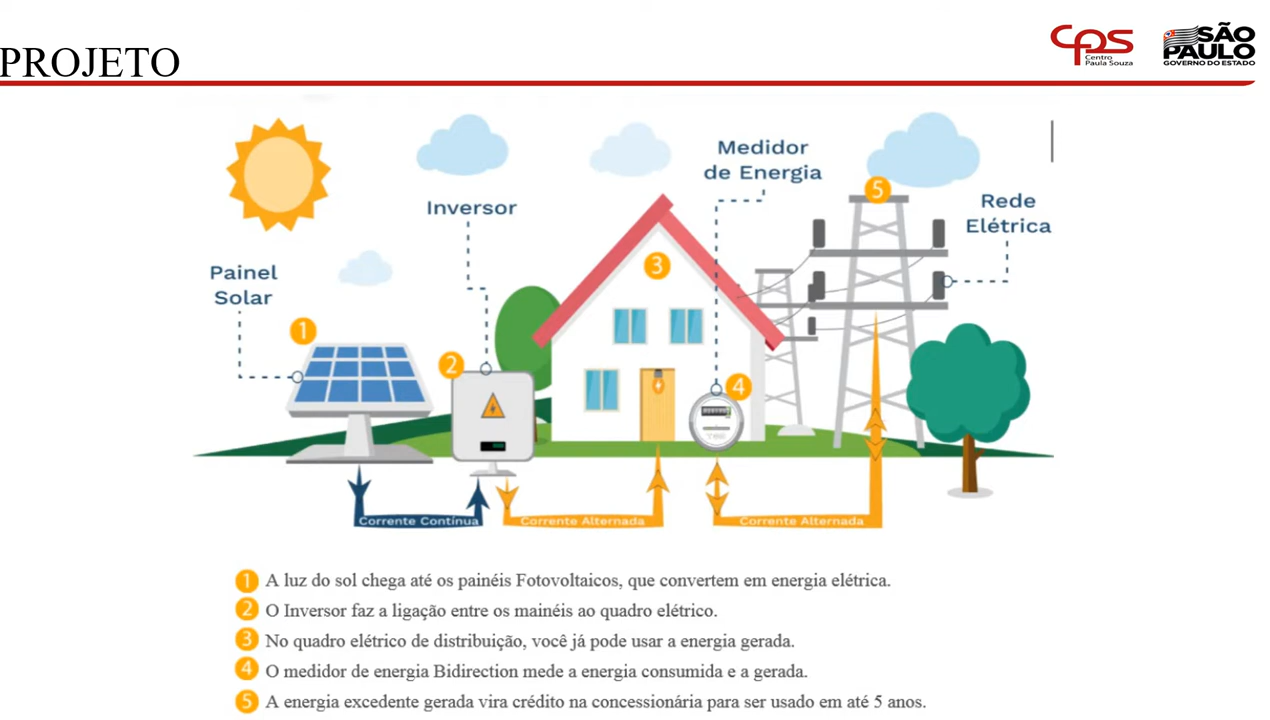 PROJETO
CPS
Centro
Paula Souza
SÃO
PAULO
GOVERNO DO ESTADO
Medidor
de Energia
5
Inversor
Rede
Elétrica
3
Painel
Solar
1
2
4
Corrente Contínua
Corrente Alternada
Corrente Alternada
1 A luz do sol chega até os painéis Fotovoltaicos, que convertem em energia elétrica.
2 O Inversor faz a ligação entre os mainéis ao quadro elétrico.
3 No quadro elétrico de distribuição, você já pode usar a energia gerada.
4 O medidor de energia Bidirection mede a energia consumida e a gerada.
5 A energia excedente gerada vira crédito na concessionária para ser usado em até 5 anos.